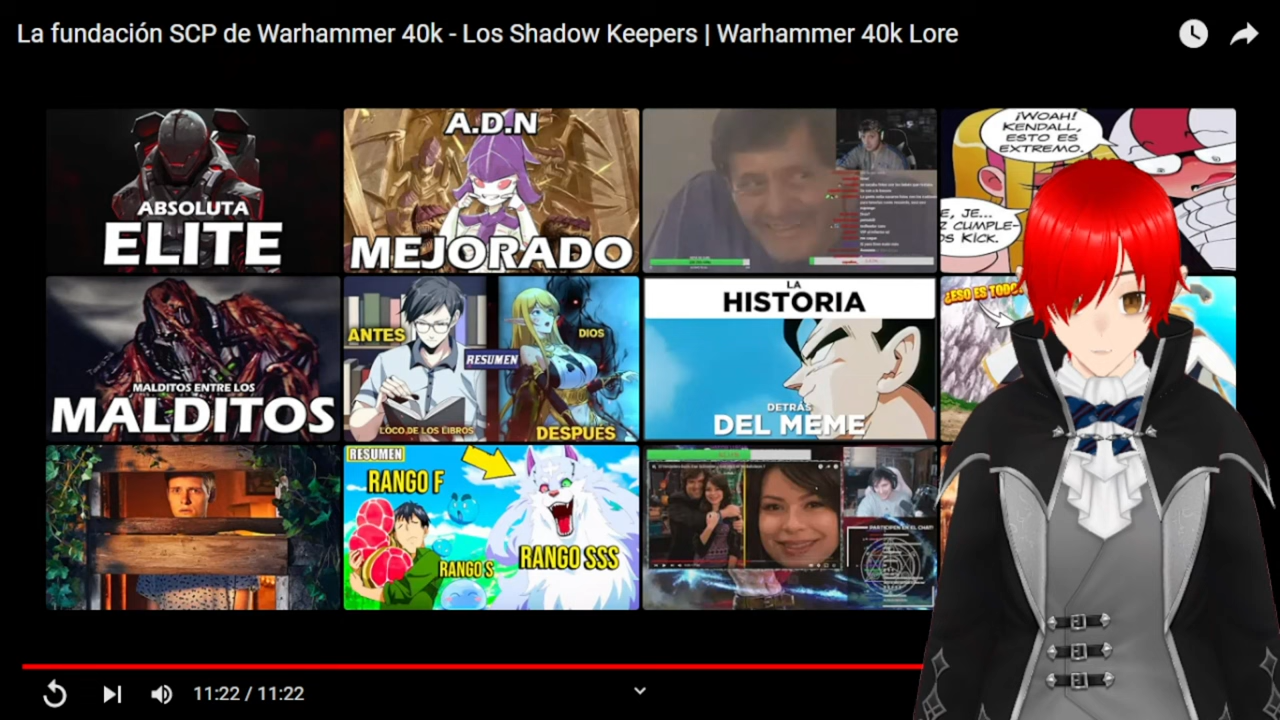 La fundación SCP de Warhammer 40k - Los Shadow Keepers | Warhammer 40k Lore
ABSOLUTA
ELITE
A.D.N
MEJORADO
¡WOAH!
KENDALL,
ESTO ES
EXTREMO.
E, JE...
Z CUMPLE-
OS KICK.
MALDITOS ENTRE LOS
MALDITOS
ANTES
RESUMEN
DIOS
LOCO DE LOS LIBROS
DESPUES
LA
HISTORIA
DETRÁS
DEL MEME
¿ESO ES TODO?
RESUMEN
RANGO F
RANGO S
RANGO SSS
PARTICIPEN EN EL CHAT!
11:22 / 11:22